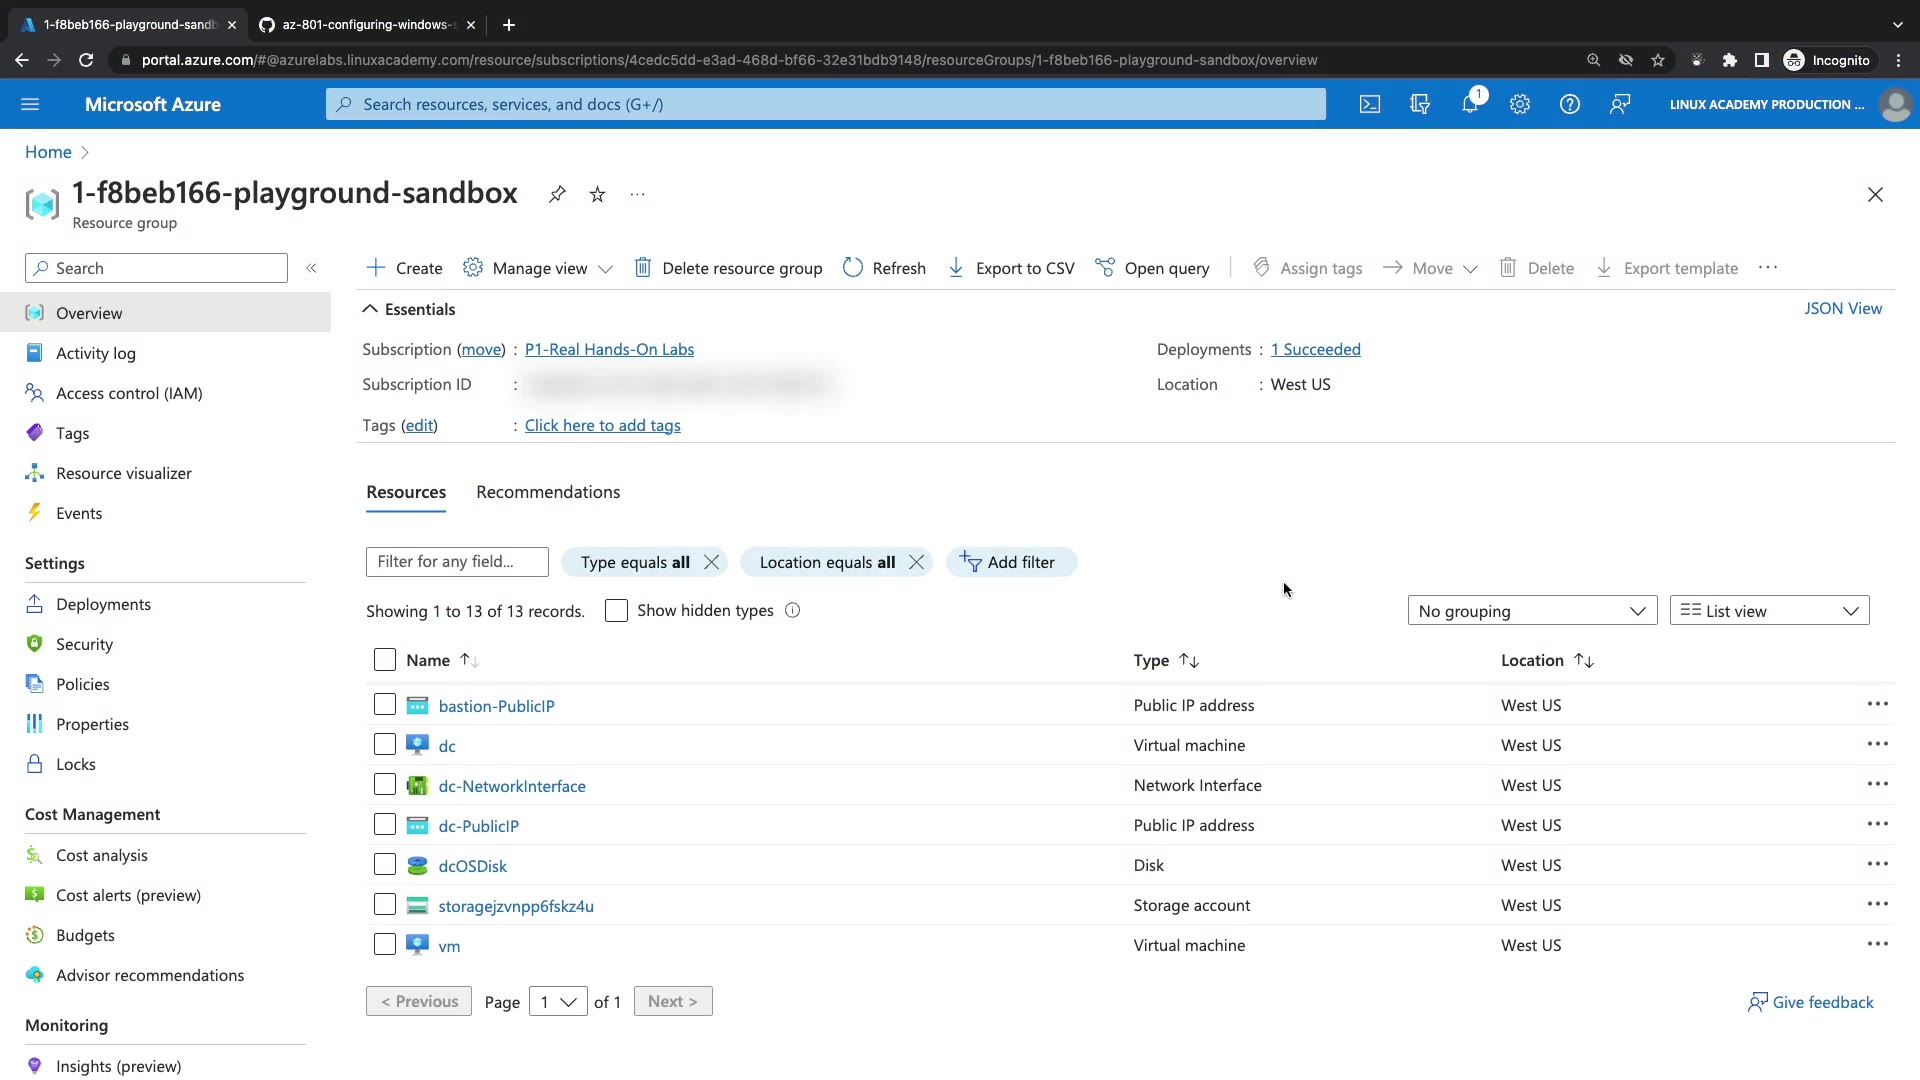 1-f8beb166-playground-sandb
az-801-configuring-windows-s
portal.azure.com/#@azurelabs.linuxacademy.com/resource/subscriptions/4cedc5dd-e3ad-468d-bf66-32e31bdb9148/resourceGroups/1-f8beb166-playground-sandbox/overview
Incognito
Microsoft Azure
Search resources, services, and docs (G+/)
1
LINUX ACADEMY PRODUCTION ...
Home
1-f8beb166-playground-sandbox
Resource group
Search
Create
Manage view
Delete resource group
Refresh
Export to CSV
Open query
Assign tags
Move
Delete
Export template
Overview
Activity log
Access control (IAM)
Tags
Resource visualizer
Events
Settings
Deployments
Security
Policies
Properties
Locks
Cost Management
Cost analysis
Cost alerts (preview)
Budgets
Advisor recommendations
Monitoring
Insights (preview)
Essentials
JSON View
Subscription (move) : P1-Real Hands-On Labs
Deployments : 1 Succeeded
Subscription ID :
Location : West US
Tags (edit) : Click here to add tags
Resources
Recommendations
Filter for any field...
Type equals all
Location equals all
Add filter
Showing 1 to 13 of 13 records.
Show hidden types
No grouping
List view
Name Type Location
bastion-PublicIP Public IP address West US
dc Virtual machine West US
dc-NetworkInterface Network Interface West US
dc-PublicIP Public IP address West US
dcOSDisk Disk West US
storagejzvnpp6fskz4u Storage account West US
vm Virtual machine West US
< Previous Page 1 of 1 Next >
Give feedback